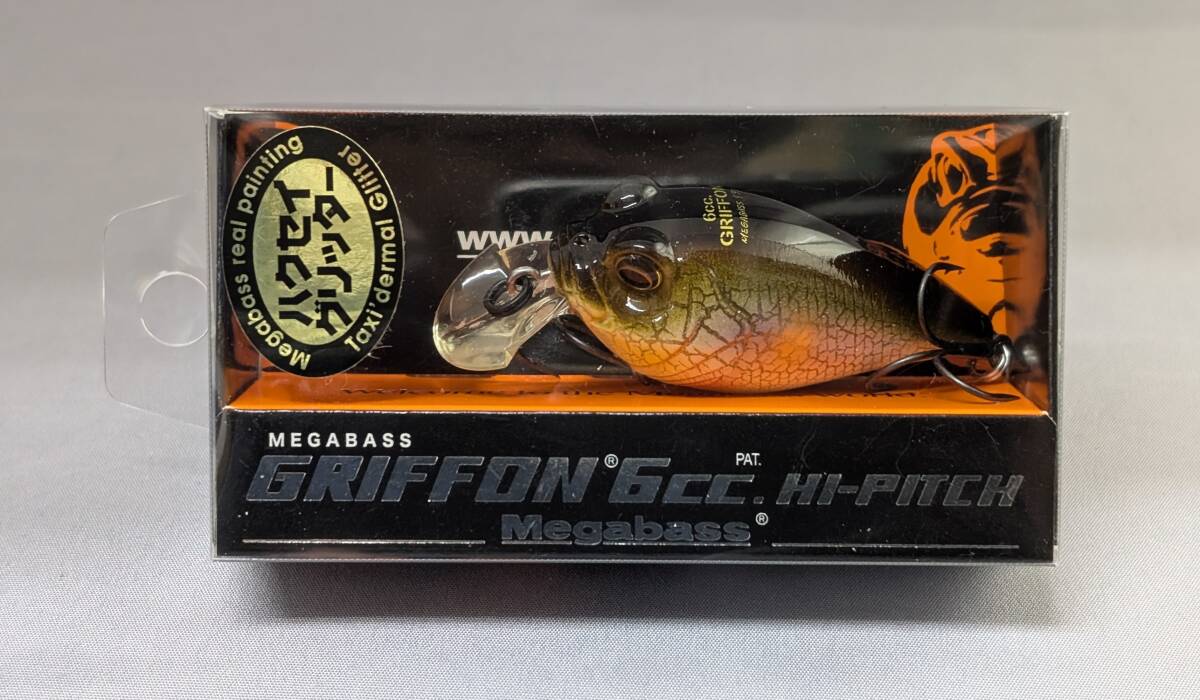 Megabass real painting
ハクセイ
グリッター
Taxi'dermal Glitter
www
6cc.
GRIFFON
MEGABASS
MEGABASS
GRIFFON® 6cc. HI-PITCH
PAT.
Megabass®